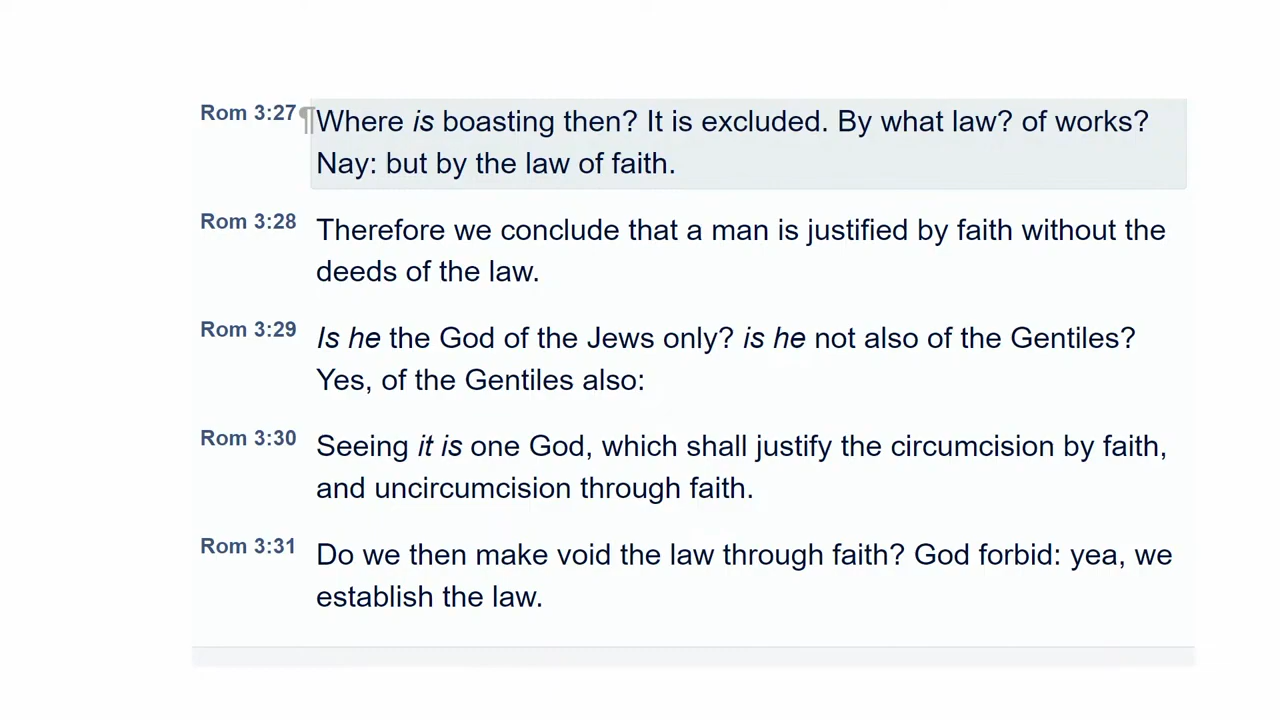 Rom 3:27 ¶Where is boasting then? It is excluded. By what law? of works?
Nay: but by the law of faith.
Rom 3:28 Therefore we conclude that a man is justified by faith without the
deeds of the law.
Rom 3:29 Is he the God of the Jews only? is he not also of the Gentiles?
Yes, of the Gentiles also:
Rom 3:30 Seeing it is one God, which shall justify the circumcision by faith,
and uncircumcision through faith.
Rom 3:31 Do we then make void the law through faith? God forbid: yea, we
establish the law.